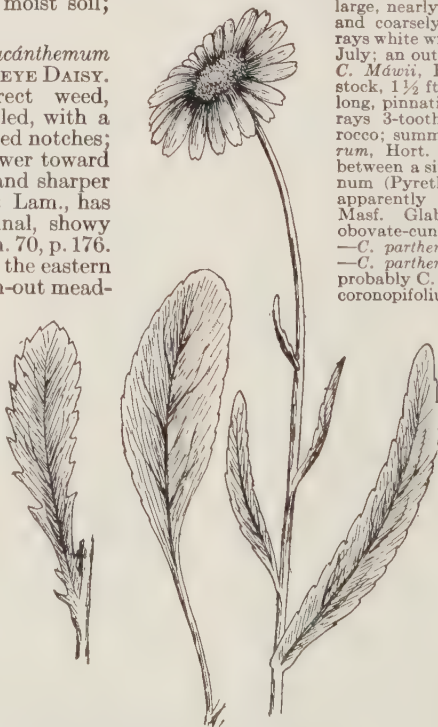 moist soil;
acánthemum
EYE DAISY.
rect weed,
led, with a
ed notches;
wer toward
and sharper
Lam., has
nal, showy
n. 70, p. 176.
the eastern
n-out mead-
large, nearly
and coarsely
rays white w
July; an out
C. Máwii,
stock, 1½ ft
long, pinnati
rays 3-tooth
rocco; summ
rum, Hort.
between a si
num (Pyreth
apparently
Masf. Glab
obovate-cun
—C. parther
—C. parther
probably C.
coronopifoliu